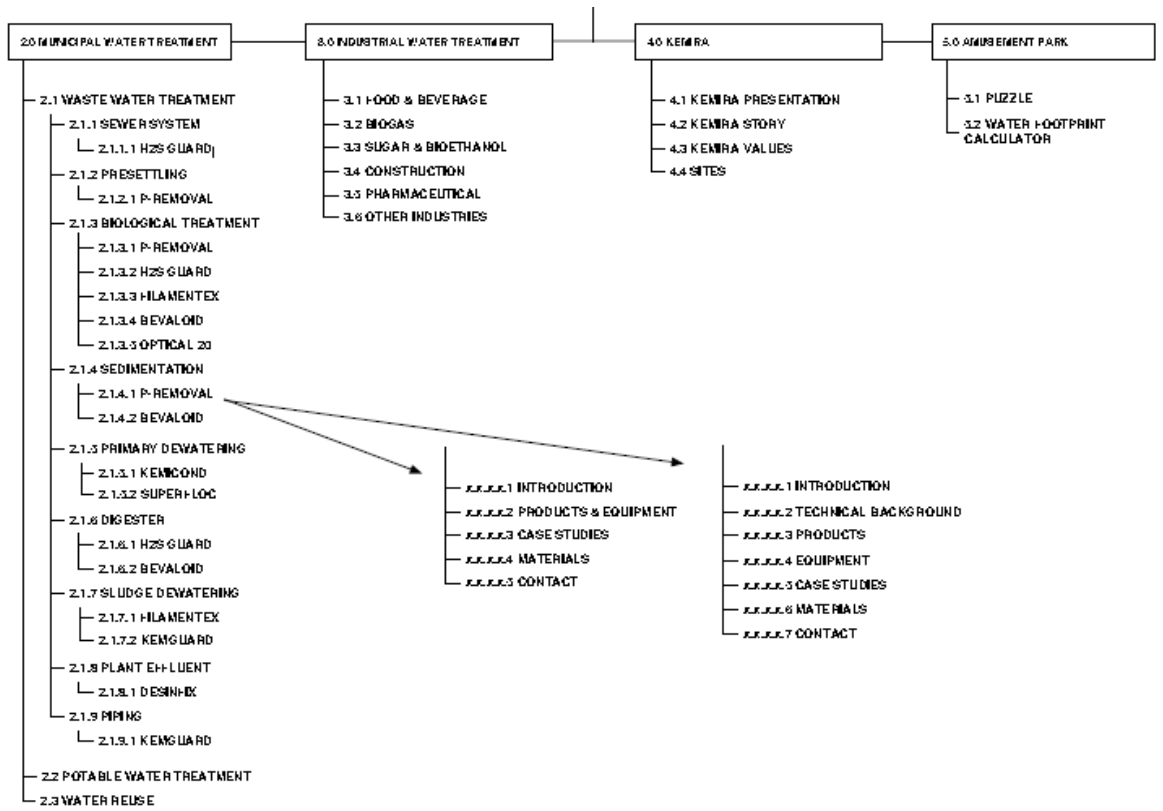 2.0 MUNICIPAL WATER TREATMENT
2.1 WASTE WATER TREATMENT
2.1.1 SEWER SYSTEM
2.1.1.1 H2S GUARD
2.1.2 PRESETTLING
2.1.2.1 P-REMOVAL
2.1.3 BIOLOGICAL TREATMENT
2.1.3.1 P-REMOVAL
2.1.3.2 H2S GUARD
2.1.3.3 FILAMENTEX
2.1.3.4 BEVALOID
2.1.3.5 OPTICAL 20
2.1.4 SEDIMENTATION
2.1.4.1 P-REMOVAL
2.1.4.2 BEVALOID
2.1.5 PRIMARY DEWATERING
2.1.5.1 KEMICOND
2.1.5.2 SUPERFLOC
2.1.6 DIGESTER
2.1.6.1 H2S GUARD
2.1.6.2 BEVALOID
2.1.7 SLUDGE DEWATERING
2.1.7.1 FILAMENTEX
2.1.7.2 KEMGUARD
2.1.8 PLANT EFFLUENT
2.1.8.1 DESINFIX
2.1.9 PIPING
2.1.9.1 KEMGUARD
2.2 POTABLE WATER TREATMENT
2.3 WATER REUSE
3.0 INDUSTRIAL WATER TREATMENT
3.1 FOOD & BEVERAGE
3.2 BIOGAS
3.3 SUGAR & BIOETHANOL
3.4 CONSTRUCTION
3.5 PHARMACEUTICAL
3.6 OTHER INDUSTRIES
4.0 KEMIRA
4.1 KEMIRA PRESENTATION
4.2 KEMIRA STORY
4.3 KEMIRA VALUES
4.4 SITES
5.0 AMUSEMENT PARK
5.1 PUZZLE
5.2 WATER FOOTPRINT
CALCULATOR
x.x.x.x.1 INTRODUCTION
x.x.x.x.2 PRODUCTS & EQUIPMENT
x.x.x.x.3 CASE STUDIES
x.x.x.x.4 MATERIALS
x.x.x.x.5 CONTACT
x.x.x.x.1 INTRODUCTION
x.x.x.x.2 TECHNICAL BACKGROUND
x.x.x.x.3 PRODUCTS
x.x.x.x.4 EQUIPMENT
x.x.x.x.5 CASE STUDIES
x.x.x.x.6 MATERIALS
x.x.x.x.7 CONTACT